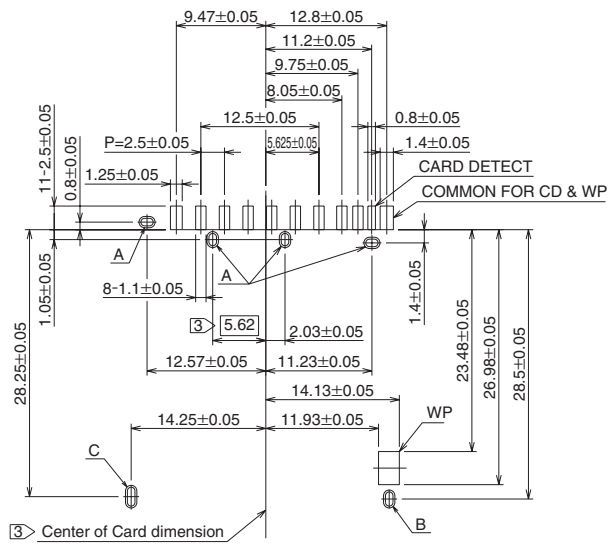 9.47±0.05
12.8±0.05
11.2±0.05
9.75±0.05
8.05±0.05
12.5±0.05
0.8±0.05
P=2.5±0.05
5.625±0.05
1.4±0.05
11-2.5±0.05
0.8±0.05
1.25±0.05
CARD DETECT
COMMON FOR CD & WP
A
A
1.05±0.05
8-1.1±0.05
1.4±0.05
3 5.62
2.03±0.05
28.25±0.05
23.48±0.05
26.98±0.05
28.5±0.05
12.57±0.05
11.23±0.05
14.13±0.05
14.25±0.05
11.93±0.05
WP
C
B
3 Center of Card dimension